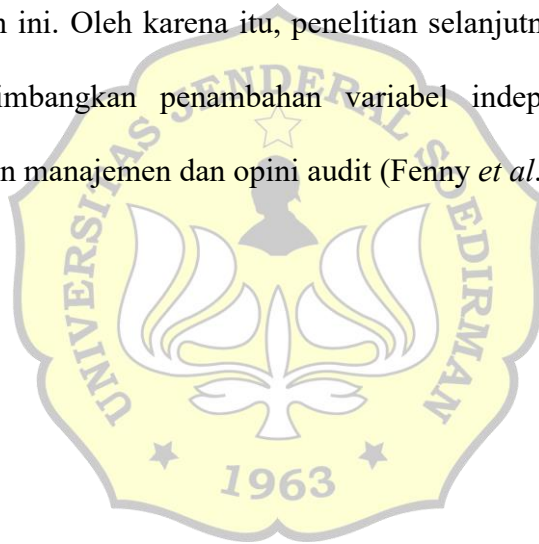 n ini. Oleh karena itu, penelitian selanjutn
imbangkan penambahan variabel indep
n manajemen dan opini audit (Fenny et al.
UNIVERSITAS JENDERAL SOEDIRMAN
1963